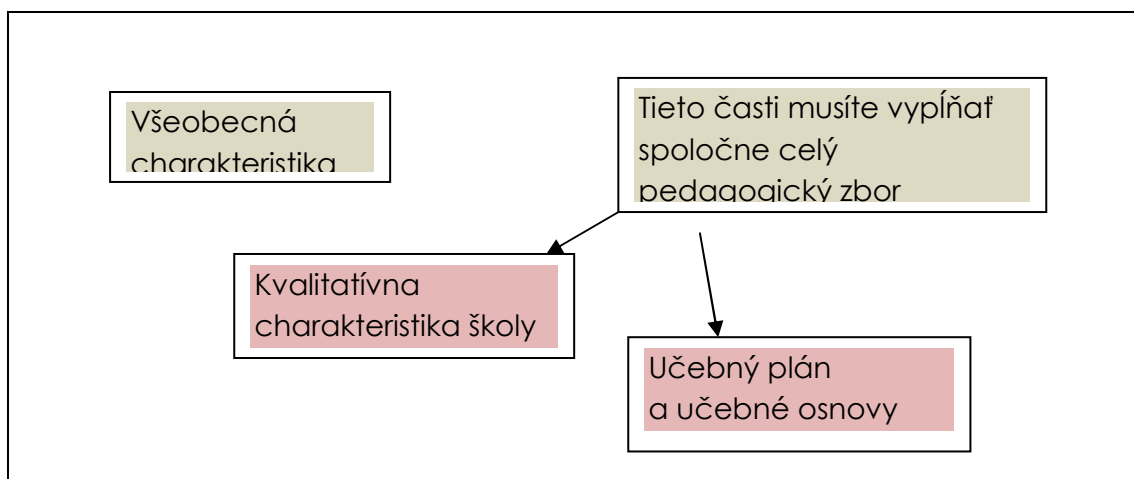 Všeobecná
charakteristika
Tieto časti musíte vypĺňať
spoločne celý
pedagogický zbor
Kvalitatívna
charakteristika školy
Učebný plán
a učebné osnovy